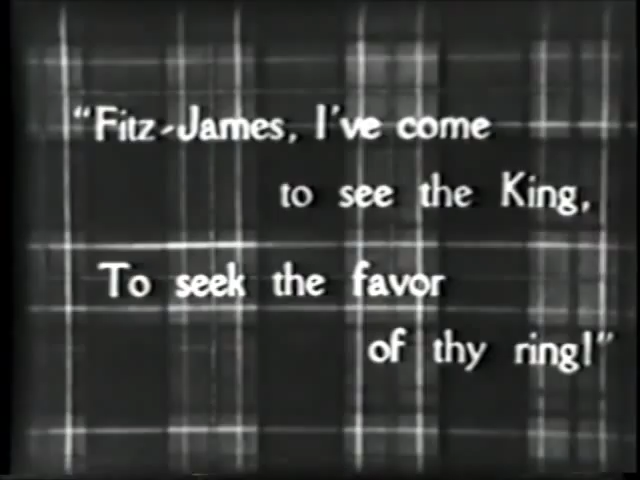 "Fitz-James, I've come
to see the King,
To seek the favor
of thy ring!"